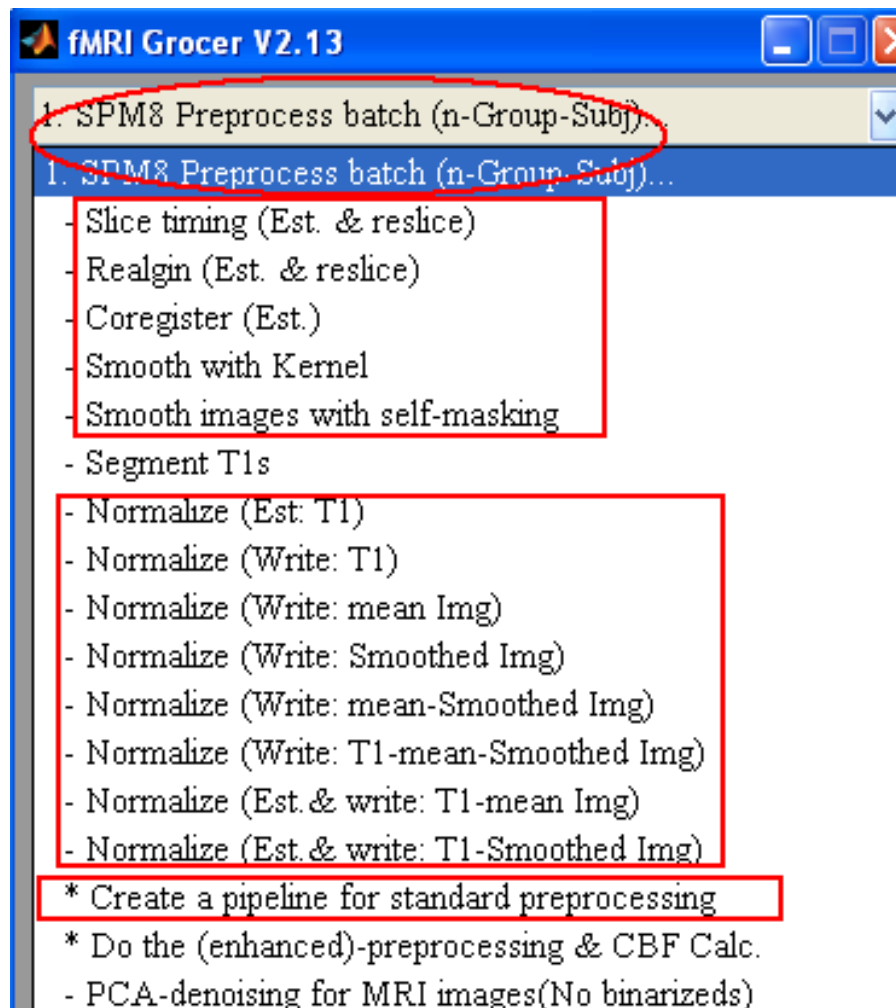 fMRI Grocer V2.13
1. SPM8 Preprocess batch (n-Group-Subj)...
1. SPM8 Preprocess batch (n-Group-Subj)...
- Slice timing (Est. & reslice)
- Realgin (Est. & reslice)
- Coregister (Est.)
- Smooth with Kernel
- Smooth images with self-masking
- Segment T1s
- Normalize (Est: T1)
- Normalize (Write: T1)
- Normalize (Write: mean Img)
- Normalize (Write: Smoothed Img)
- Normalize (Write: mean-Smoothed Img)
- Normalize (Write: T1-mean-Smoothed Img)
- Normalize (Est.& write: T1-mean Img)
- Normalize (Est.& write: T1-Smoothed Img)
* Create a pipeline for standard preprocessing
* Do the (enhanced)-preprocessing & CBF Calc.
- PCA-denoising for MRI images(No binarizeds)